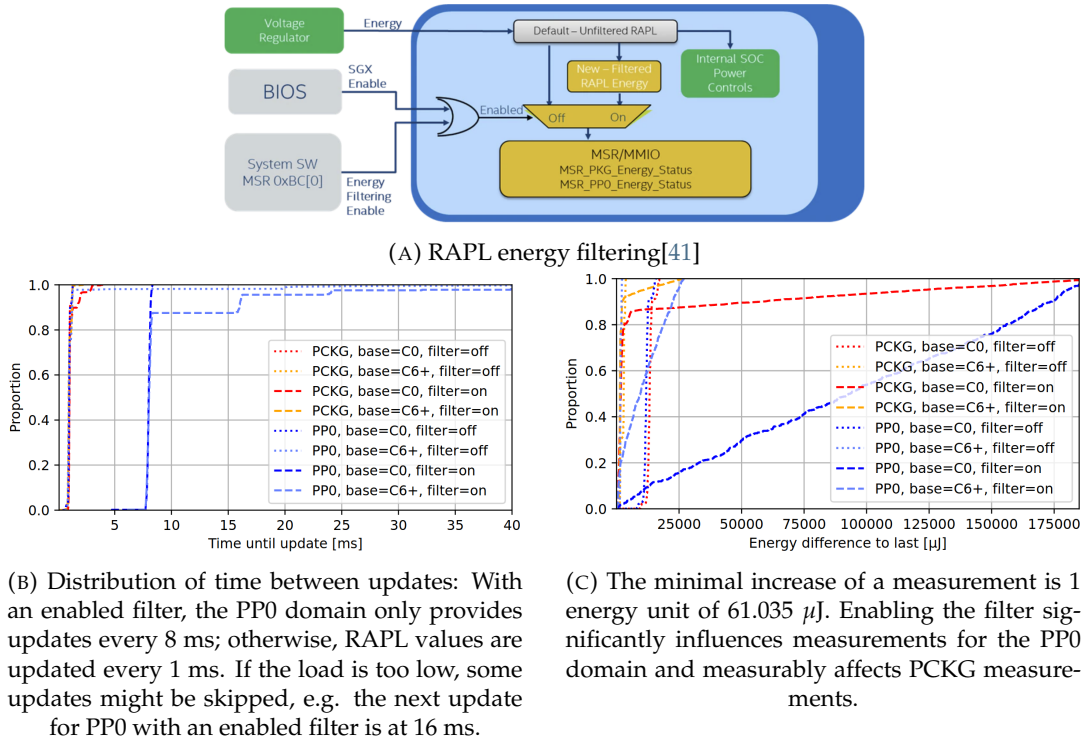 Voltage
Regulator
Energy
Default – Unfiltered RAPL
New – Filtered
RAPL Energy
Internal SOC
Power
Controls
SGX
Enable
BIOS
Enabled
Off
On
System SW
MSR 0xBC[0]
Energy
Filtering
Enable
MSR/MMIO
MSR_PKG_Energy_Status
MSR_PP0_Energy_Status
(A) RAPL energy filtering[41]
Proportion
1.0
0.8
0.6
0.4
0.2
0.0
PCKG, base=C0, filter=off
PCKG, base=C6+, filter=off
PCKG, base=C0, filter=on
PCKG, base=C6+, filter=on
PP0, base=C0, filter=off
PP0, base=C6+, filter=off
PP0, base=C0, filter=on
PP0, base=C6+, filter=on
5 10 15 20 25 30 35 40
Time until update [ms]
Proportion
1.0
0.8
0.6
0.4
0.2
0.0
PCKG, base=C0, filter=off
PCKG, base=C6+, filter=off
PCKG, base=C0, filter=on
PCKG, base=C6+, filter=on
PP0, base=C0, filter=off
PP0, base=C6+, filter=off
PP0, base=C0, filter=on
PP0, base=C6+, filter=on
25000 50000 75000 100000 125000 150000 175000
Energy difference to last [µJ]
(B) Distribution of time between updates: With
an enabled filter, the PP0 domain only provides
updates every 8 ms; otherwise, RAPL values are
updated every 1 ms. If the load is too low, some
updates might be skipped, e.g. the next update
for PP0 with an enabled filter is at 16 ms.
(C) The minimal increase of a measurement is 1
energy unit of 61.035 µJ. Enabling the filter sig-
nificantly influences measurements for the PP0
domain and measurably affects PCKG measure-
ments.